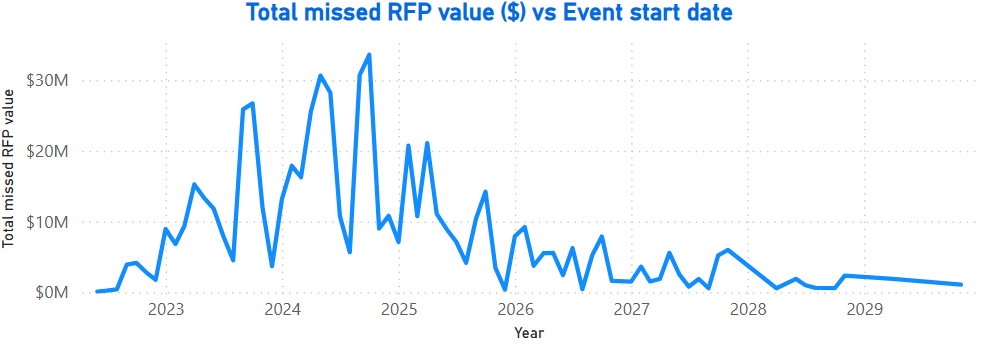 Total missed RFP value ($) vs Event start date
Total missed RFP value
$30M
$20M
$10M
$0M
2023 2024 2025 2026 2027 2028 2029
Year